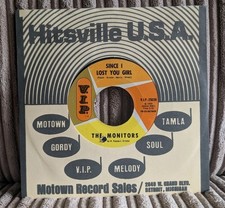 Hitsville U.S.A.
SINCE I
LOST YOU GIRL
V.I.P.
THE MONITORS
MOTOWN
TAMLA
GORDY
SOUL
V.I.P.
MELODY
Motown Record Sales
2648 W. GRAND BLVD.
DETROIT, MICHIGAN